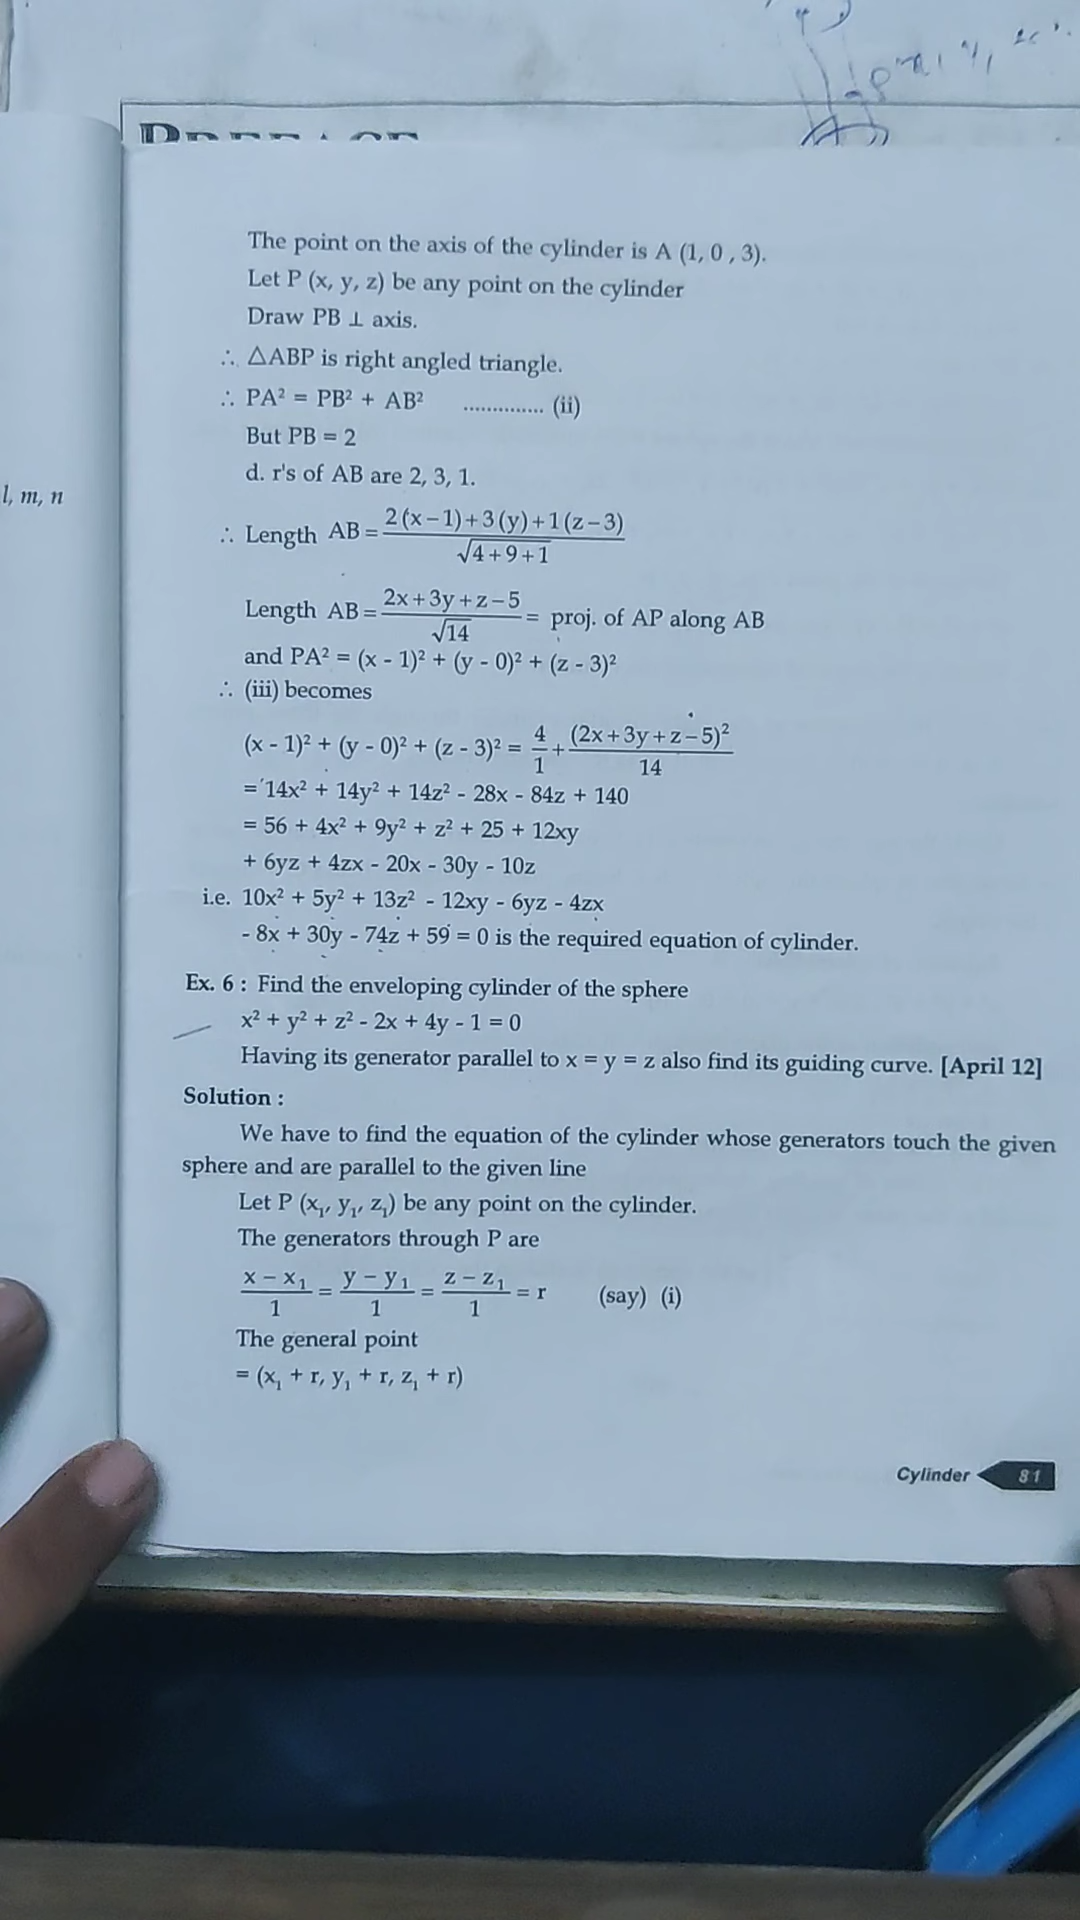 l, m, n
The point on the axis of the cylinder is A (1, 0 , 3).
Let P (x, y, z) be any point on the cylinder
Draw PB ⊥ axis.
∴ △ABP is right angled triangle.
∴ PA² = PB² + AB² .............. (ii)
But PB = 2
d. r's of AB are 2, 3, 1.
∴ Length AB = 2(x−1)+3(y)+1(z−3) / √4+9+1
Length AB = 2x+3y+z−5 / √14 = proj. of AP along AB
and PA² = (x - 1)² + (y - 0)² + (z - 3)²
∴ (iii) becomes
(x - 1)² + (y - 0)² + (z - 3)² = 4/1 + (2x+3y+z−5)² / 14
= 14x² + 14y² + 14z² - 28x - 84z + 140
= 56 + 4x² + 9y² + z² + 25 + 12xy
+ 6yz + 4zx - 20x - 30y - 10z
i.e. 10x² + 5y² + 13z² - 12xy - 6yz - 4zx
- 8x + 30y - 74z + 59 = 0 is the required equation of cylinder.
Ex. 6 : Find the enveloping cylinder of the sphere
x² + y² + z² - 2x + 4y - 1 = 0
Having its generator parallel to x = y = z also find its guiding curve. [April 12]
Solution :
We have to find the equation of the cylinder whose generators touch the given
sphere and are parallel to the given line
Let P (x₁, y₁, z₁) be any point on the cylinder.
The generators through P are
x − x₁ / 1 = y − y₁ / 1 = z − z₁ / 1 = r (say) (i)
The general point
= (x₁ + r, y₁ + r, z₁ + r)
Cylinder 81